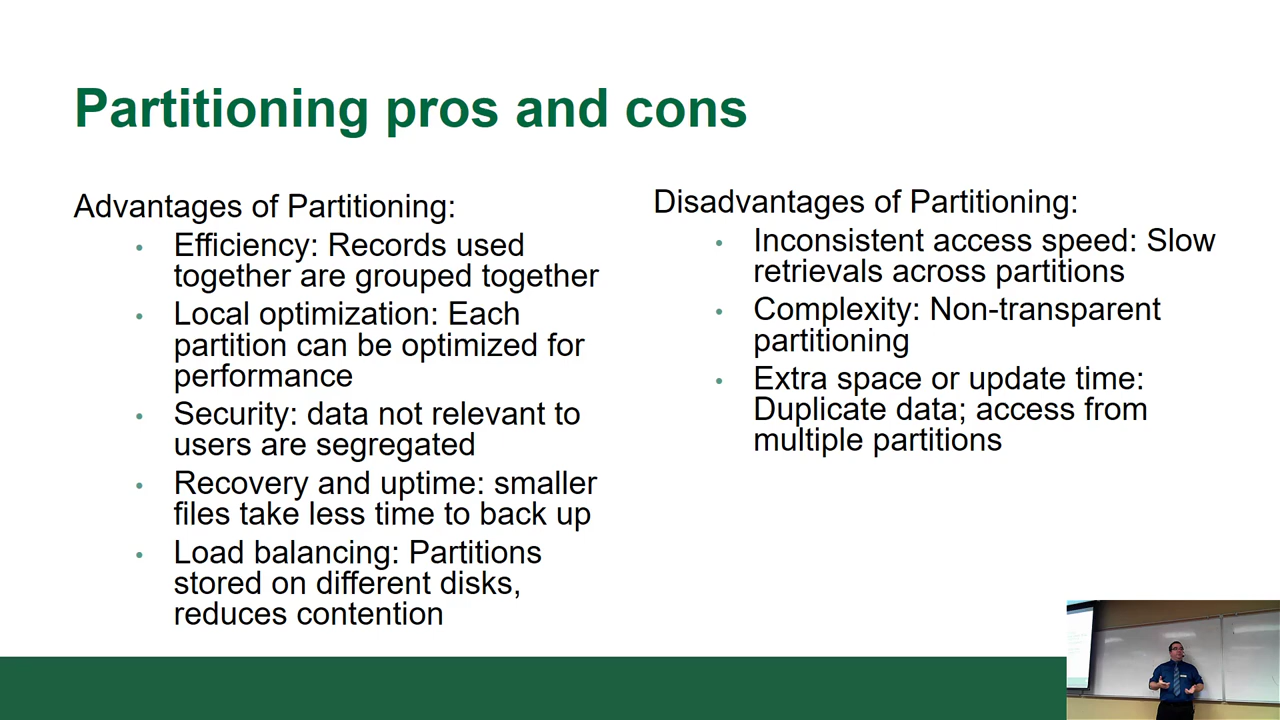 Partitioning pros and cons
Advantages of Partitioning:
• Efficiency: Records used
together are grouped together
• Local optimization: Each
partition can be optimized for
performance
• Security: data not relevant to
users are segregated
• Recovery and uptime: smaller
files take less time to back up
• Load balancing: Partitions
stored on different disks,
reduces contention
Disadvantages of Partitioning:
• Inconsistent access speed: Slow
retrievals across partitions
• Complexity: Non-transparent
partitioning
• Extra space or update time:
Duplicate data; access from
multiple partitions